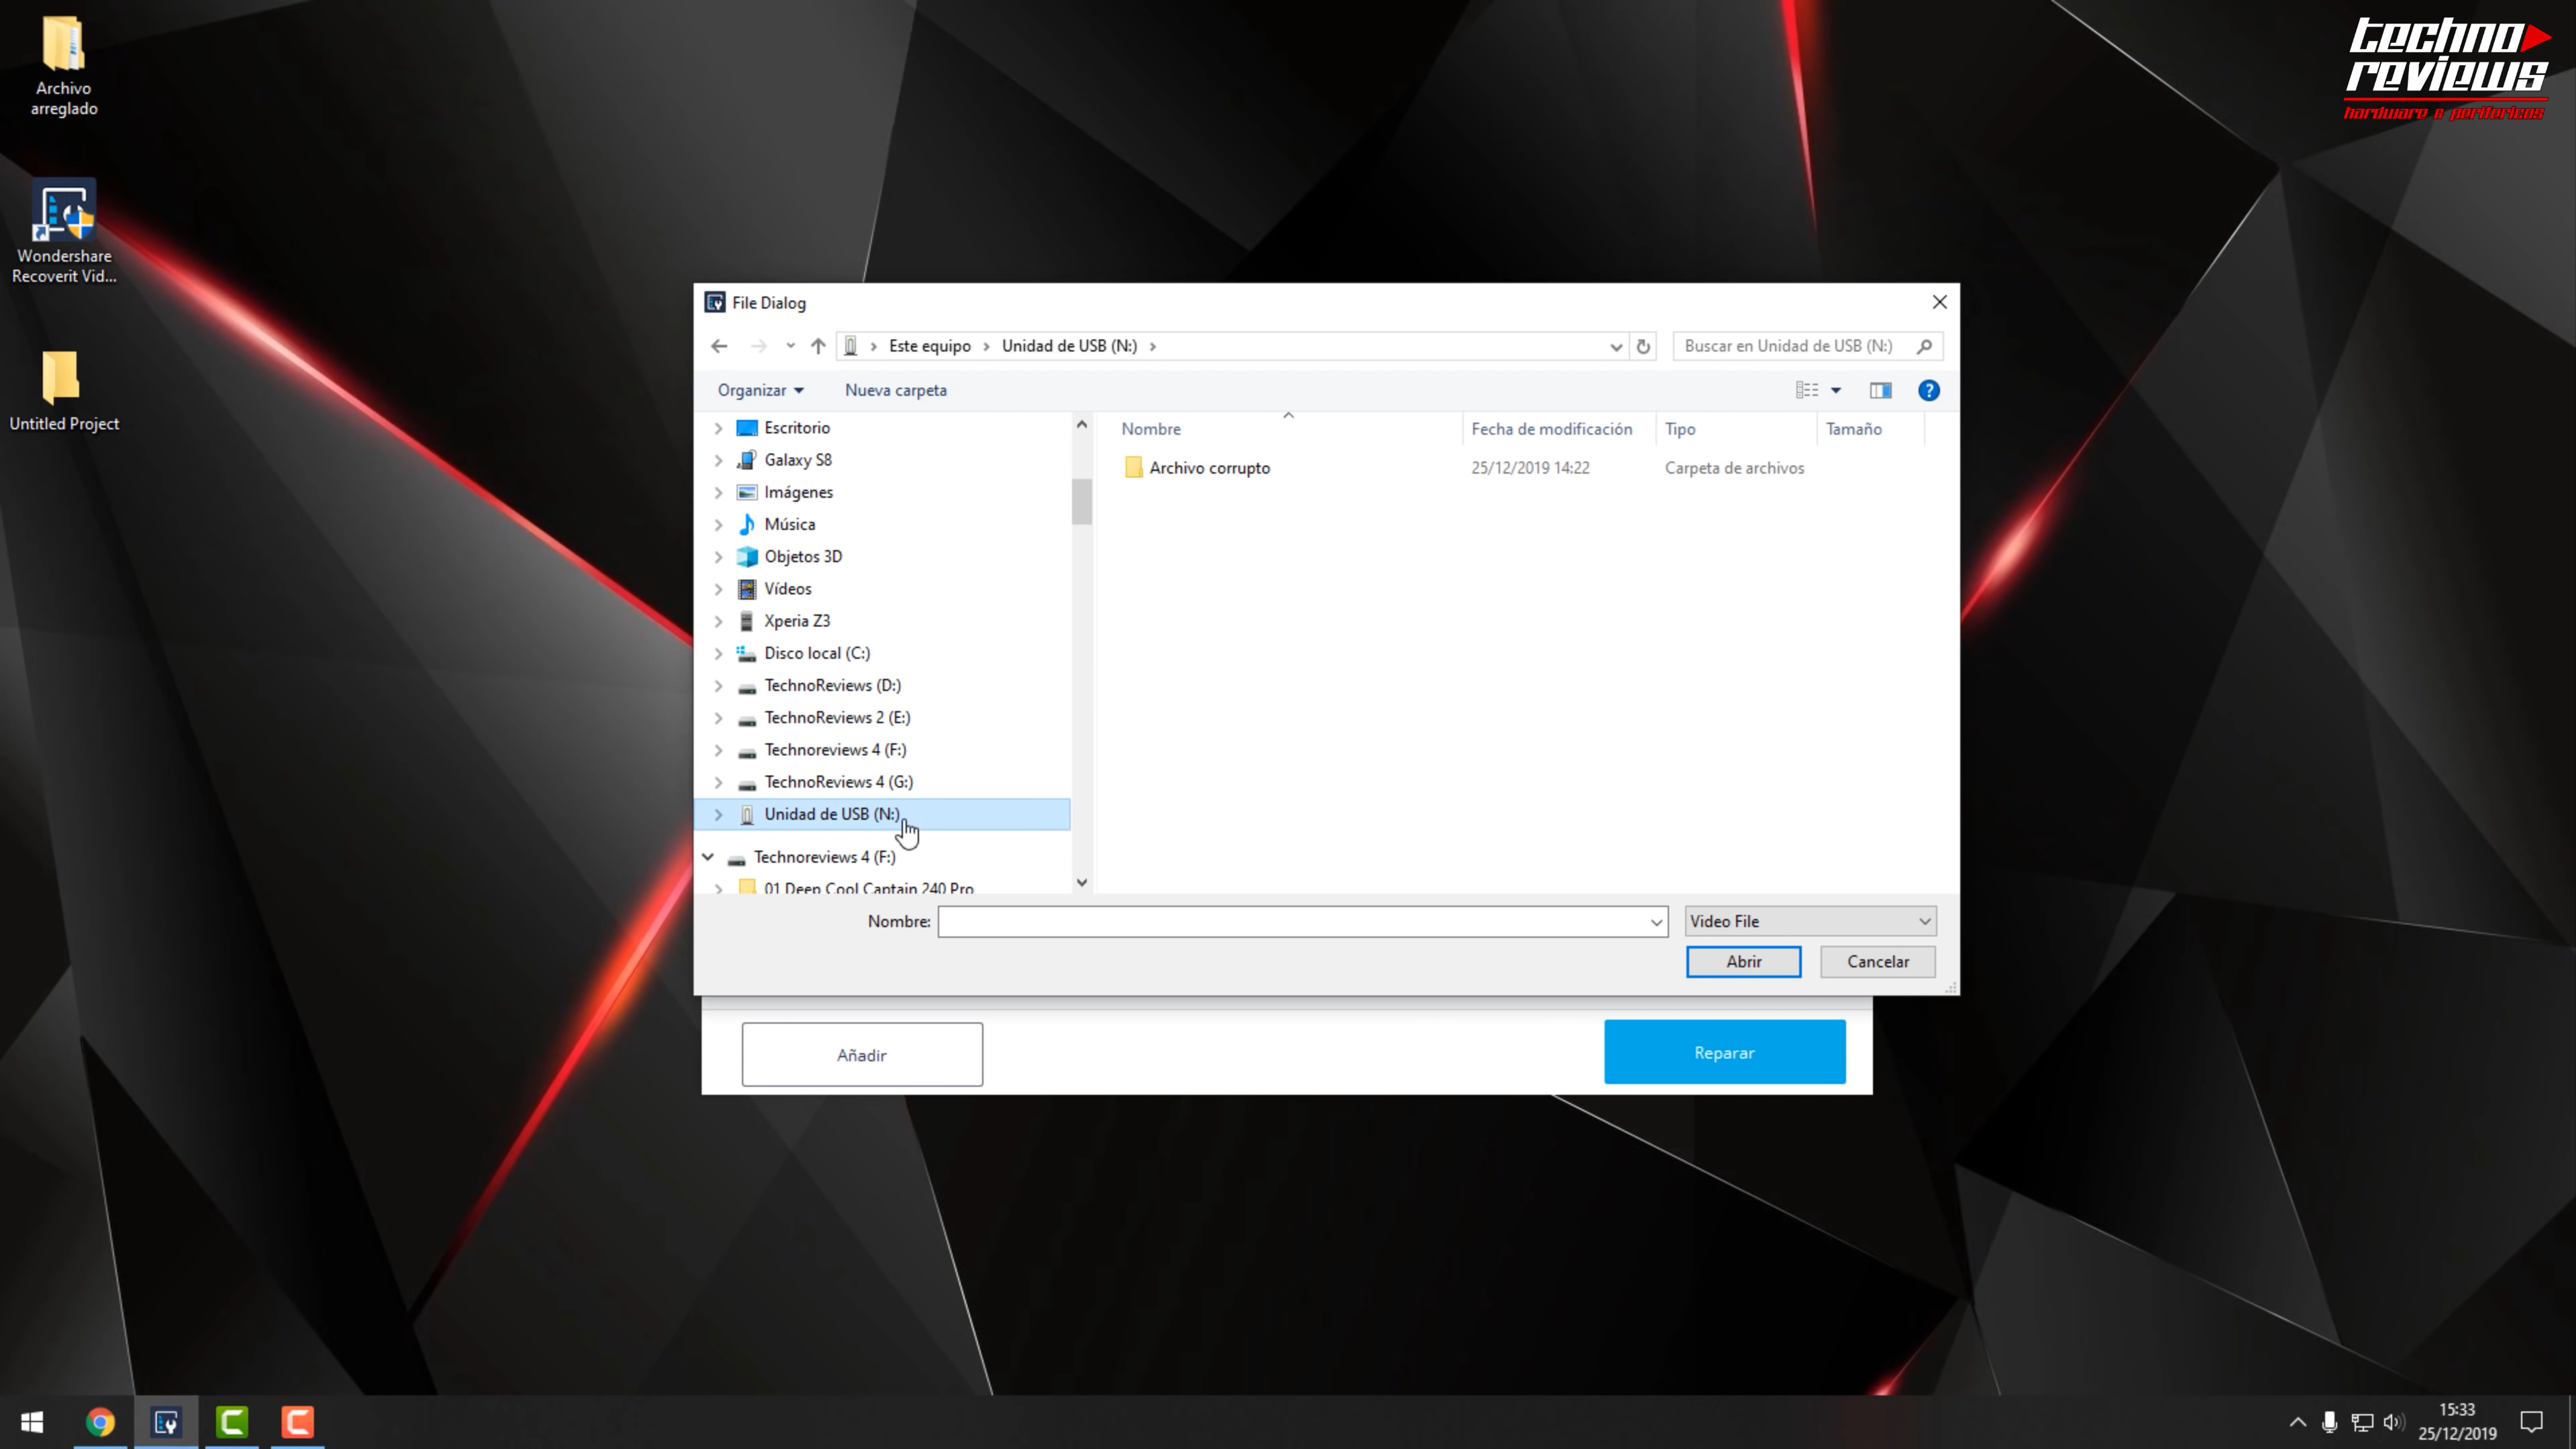 techno
reviews
hardware e perifericos
Archivo
arreglado
Wondershare
Recoverit Vid...
Untitled Project
File Dialog
Este equipo
Unidad de USB (N:)
Buscar en Unidad de USB (N:)
Organizar
Nueva carpeta
Escritorio
Galaxy S8
Imágenes
Música
Objetos 3D
Vídeos
Xperia Z3
Disco local (C:)
TechnoReviews (D:)
TechnoReviews 2 (E:)
Technoreviews 4 (F:)
TechnoReviews 4 (G:)
Unidad de USB (N:)
Technoreviews 4 (F:)
01 Deep Cool Captain 240 Pro
Nombre Fecha de modificación Tipo Tamaño
Archivo corrupto 25/12/2019 14:22 Carpeta de archivos
Nombre:
Video File
Abrir
Cancelar
Añadir
Reparar
15:33
25/12/2019